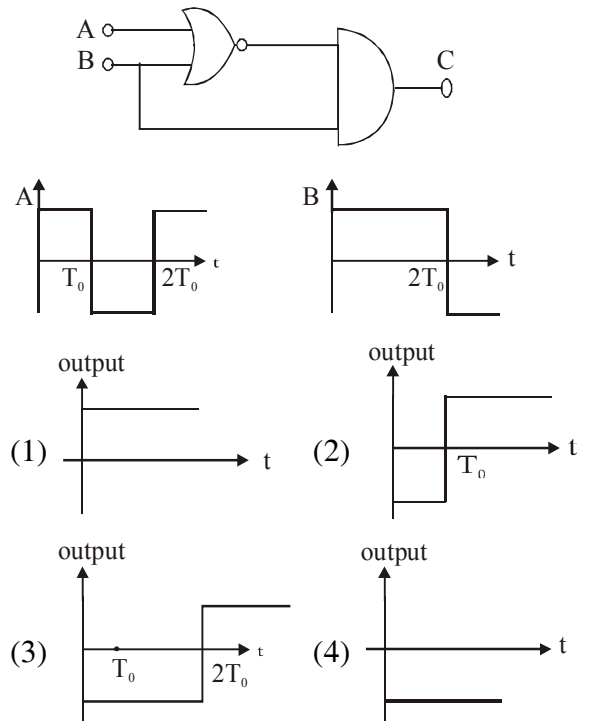 A
B
C
A
T₀
2T₀
t
B
2T₀
t
output
(1)
t
output
(2)
T₀
t
output
(3)
T₀
2T₀
t
output
(4)
t